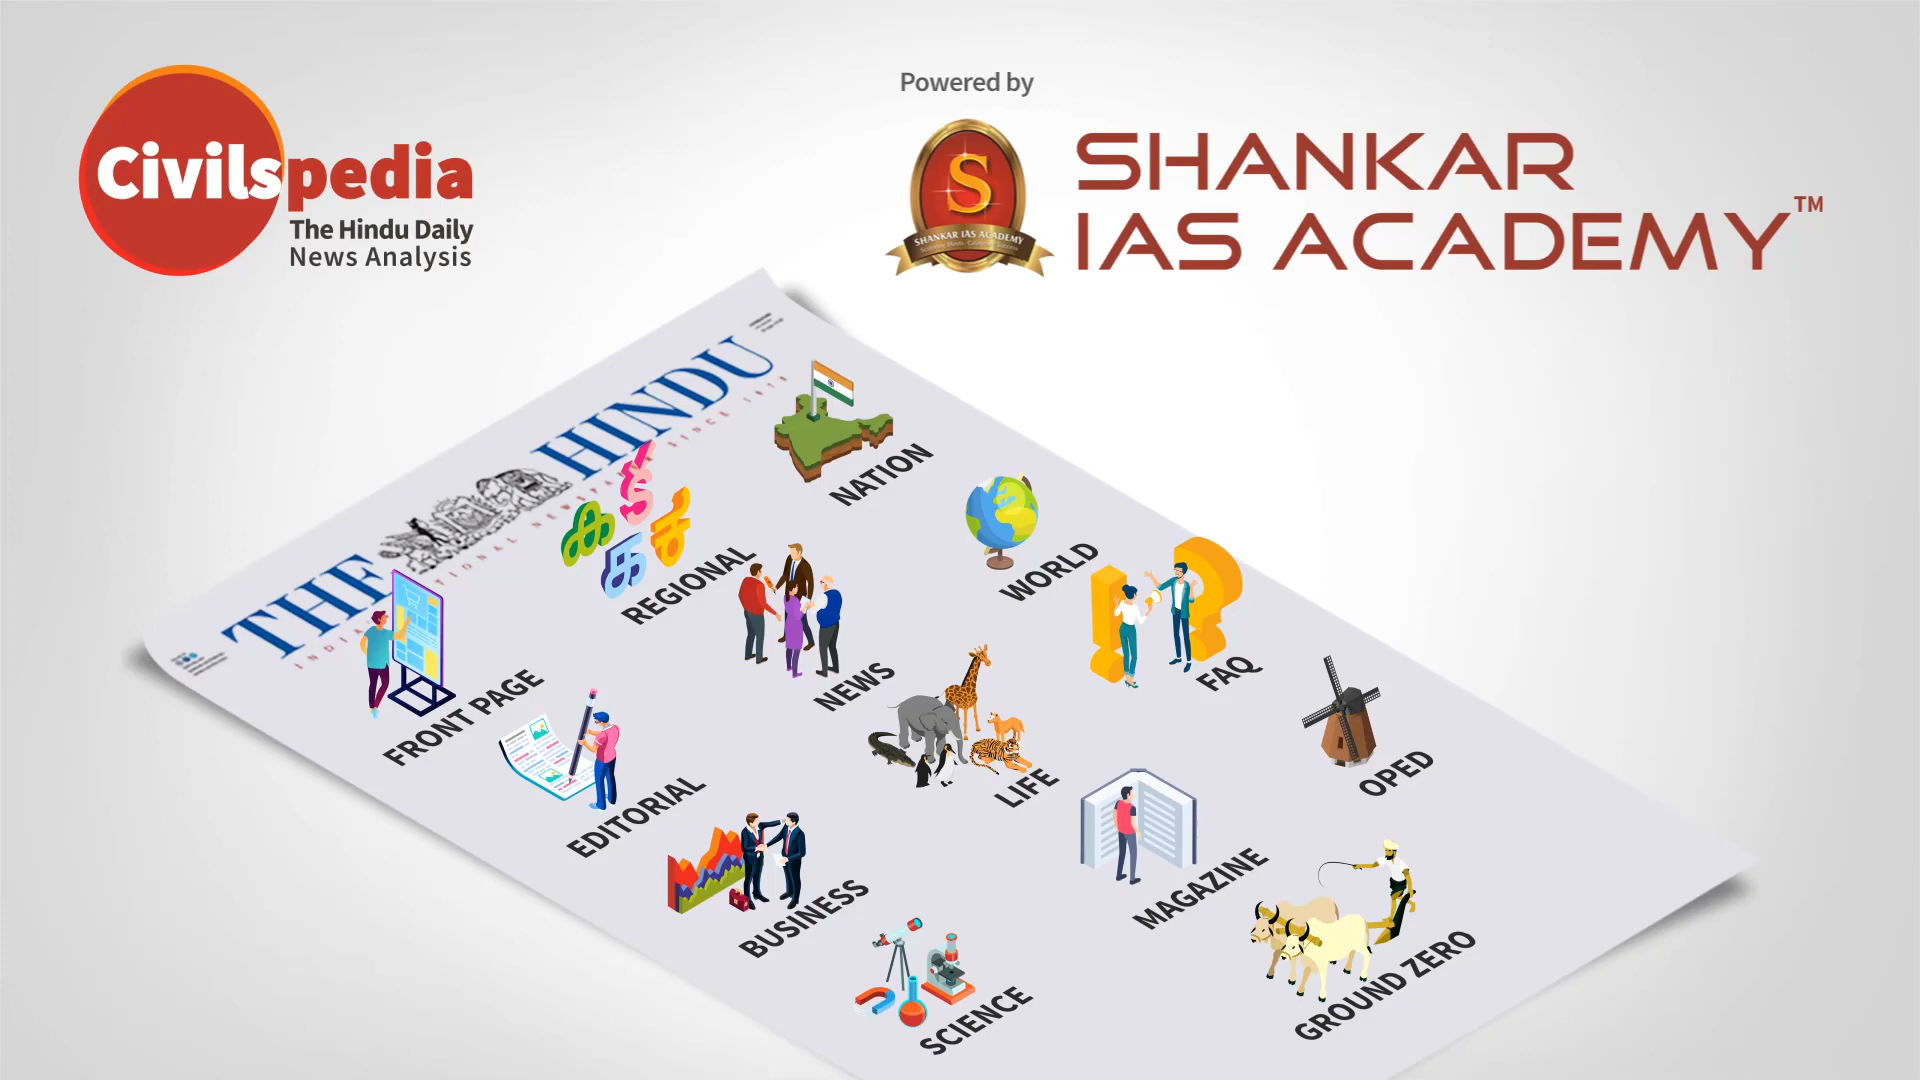 Civilspedia
The Hindu Daily
News Analysis
Powered by
S
SHANKAR IAS ACADEMY
SHANKAR
IAS ACADEMY™
THE HINDU
NATION
REGIONAL
க
த
ச
WORLD
FRONT PAGE
NEWS
FAQ
EDITORIAL
LIFE
OPED
BUSINESS
MAGAZINE
SCIENCE
GROUND ZERO